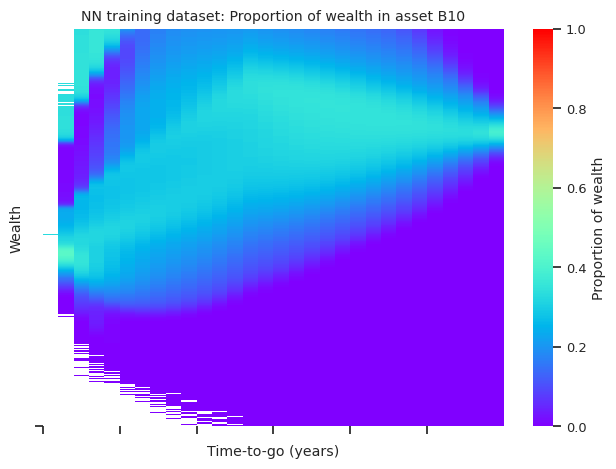 NN training dataset: Proportion of wealth in asset B10
Wealth
Time-to-go (years)
1.0
0.8
0.6
0.4
0.2
0.0
Proportion of wealth